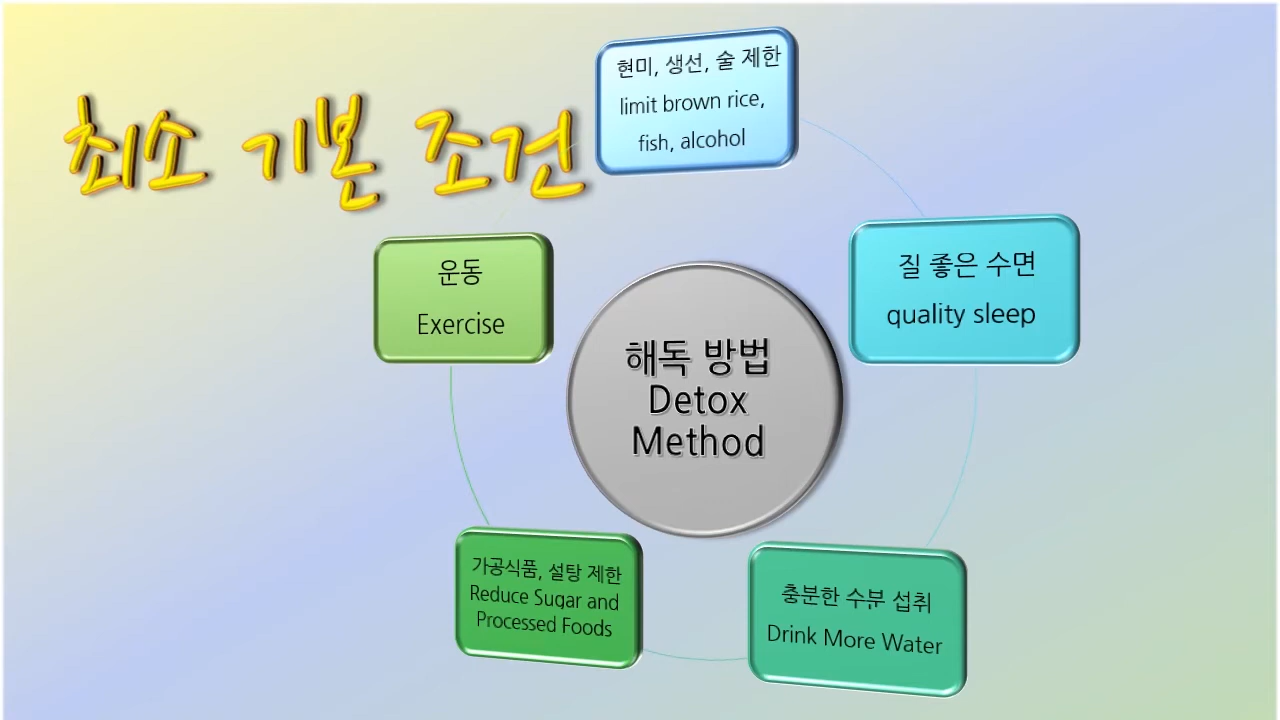 최소 기본 조건
현미, 생선, 술 제한
limit brown rice,
fish, alcohol
질 좋은 수면
quality sleep
충분한 수분 섭취
Drink More Water
가공식품, 설탕 제한
Reduce Sugar and
Processed Foods
운동
Exercise
해독 방법
Detox
Method